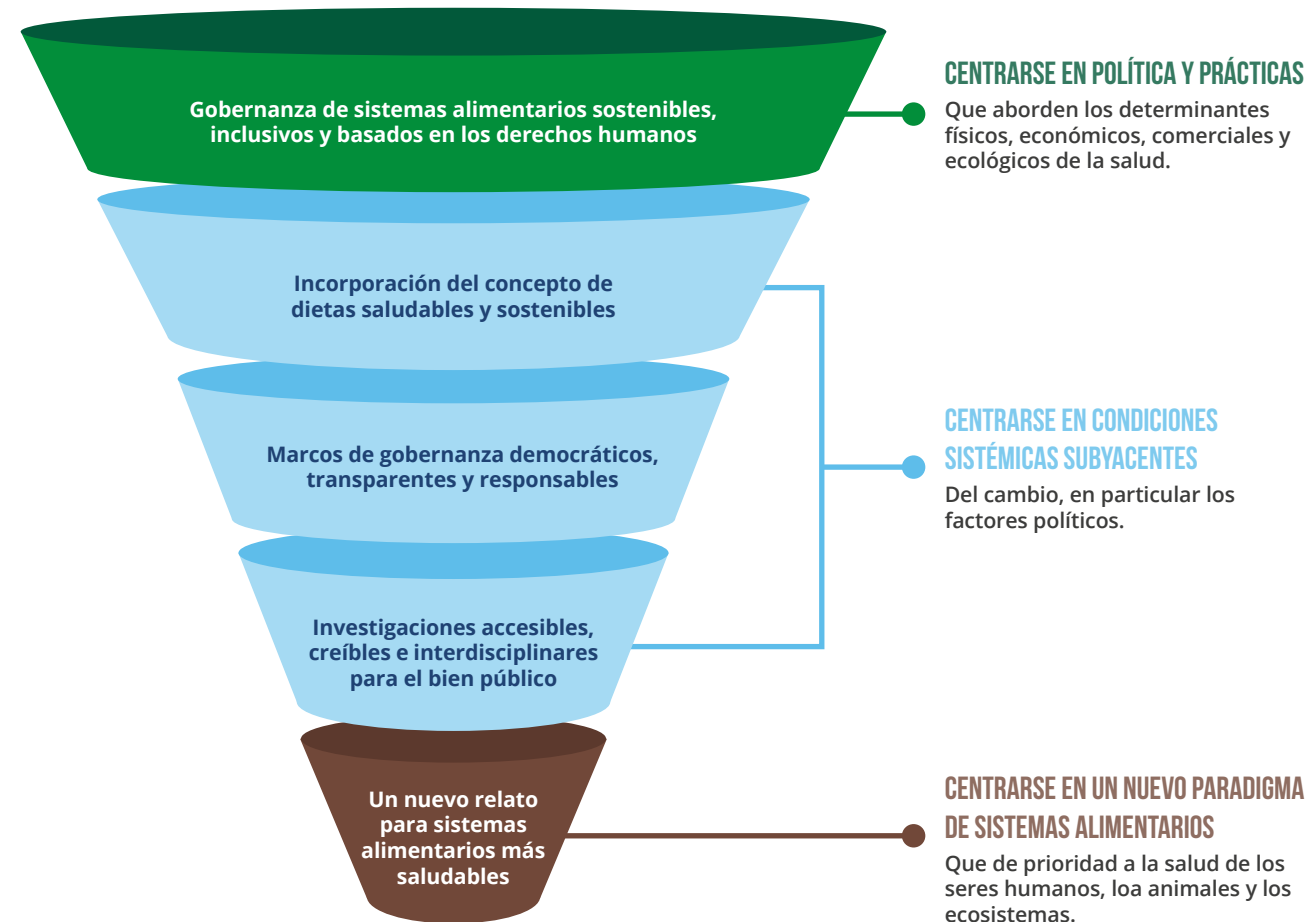 Gobernanza de sistemas alimentarios sostenibles,
inclusivos y basados en los derechos humanos
CENTRARSE EN POLÍTICA Y PRÁCTICAS
Que aborden los determinantes
físicos, económicos, comerciales y
ecológicos de la salud.
Incorporación del concepto de
dietas saludables y sostenibles
Marcos de gobernanza democráticos,
transparentes y responsables
Investigaciones accesibles,
creíbles e interdisciplinares
para el bien público
CENTRARSE EN CONDICIONES
SISTÉMICAS SUBYACENTES
Del cambio, en particular los
factores políticos.
Un nuevo relato
para sistemas
alimentarios más
saludables
CENTRARSE EN UN NUEVO PARADIGMA
DE SISTEMAS ALIMENTARIOS
Que de prioridad a la salud de los
seres humanos, loa animales y los
ecosistemas.